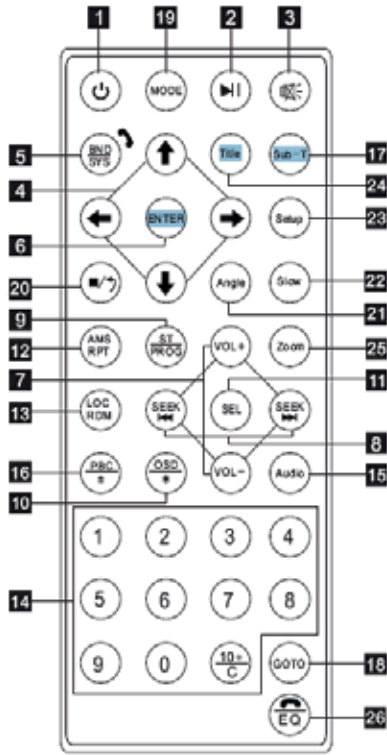 1 19 2 3
MODE
5 BND SYS 17
Title Sub-T
4 24
6 ENTER Setup 23
20 Angle Slow 22
9 21
12 AMS RPT ST PROG VOL+ Zoom 25
7 11
13 LOC RDM SEEK SEL SEEK
8
16 PBC OSD VOL- Audio 15
10
1 2 3 4
14 5 6 7 8
9 0 10+ C GOTO 18
EQ 26